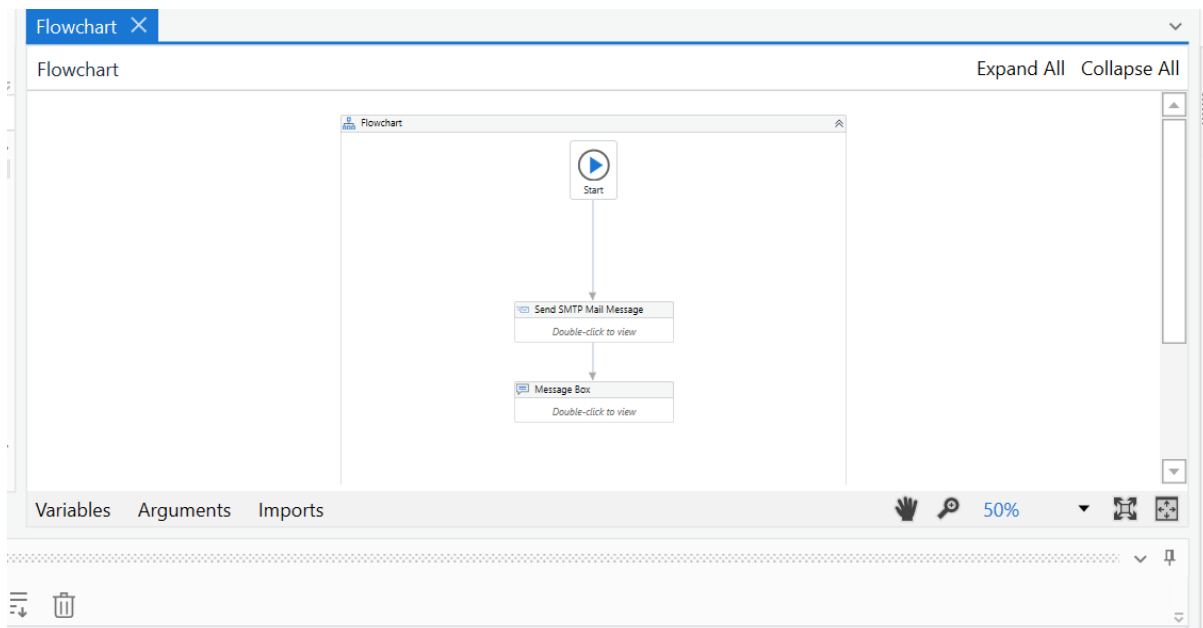 Flowchart
Flowchart
Expand All Collapse All
Flowchart
Start
Send SMTP Mail Message
Double-click to view
Message Box
Double-click to view
Variables Arguments Imports
50%